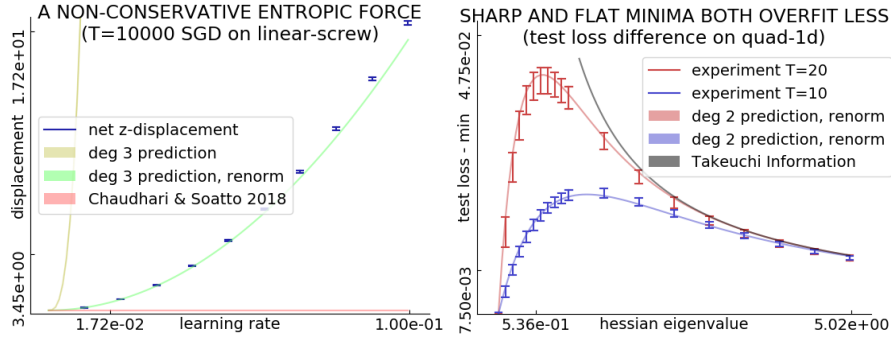 A NON-CONSERVATIVE ENTROPIC FORCE
(T=10000 SGD on linear-screw)
displacement
1.72e+01
3.45e+00
net z-displacement
deg 3 prediction
deg 3 prediction, renorm
Chaudhari & Soatto 2018
1.72e-02
learning rate
1.00e-01
SHARP AND FLAT MINIMA BOTH OVERFIT LESS
(test loss difference on quad-1d)
test loss - min
4.75e-02
7.50e-03
experiment T=20
experiment T=10
deg 2 prediction, renorm
deg 2 prediction, renorm
Takeuchi Information
5.36e-01
hessian eigenvalue
5.02e+00